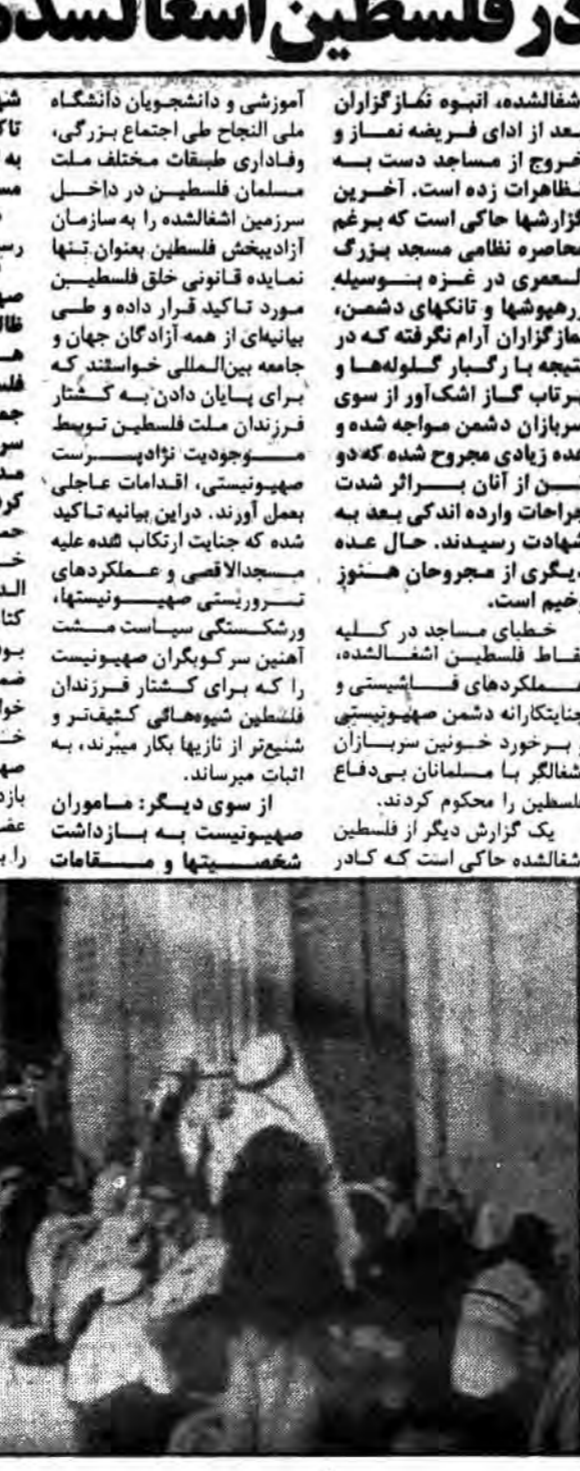 در فلسطین اشغالشده
شغالشده، انبوه نمازگزاران
بعد از ادای فریضه نماز و
خروج از مساجد دست به
تظاهرات زده است. آخرین
گزارشها حاکی است که برغم
محاصره نظامی مسجد بزرگ
العمری در غزه بوسیله
زرهپوشها و تانکهای دشمن،
نمازگزاران آرام نگرفته که در
نتیجه با رگبار گلولهها و
پرتاب گاز اشکآور از سوی
سربازان دشمن مواجه شده و
عده زیادی مجروح شده که دو
تن از آنان براثر شدت
جراحات وارده اندکی بعد به
شهادت رسیدند. حال عده
دیگری از مجروحان هنوز
وخیم است.
خطبای مساجد در کلیه
نقاط فلسطین اشغالشده،
عملکردهای فاشیستی و
جنایتکارانه دشمن صهیونیستی
و برخورد خونین سربازان
اشغالگر با مسلمانان بیدفاع
فلسطین را محکوم کردند.
یک گزارش دیگر از فلسطین
اشغالشده حاکی است که کادر
آموزشی و دانشجویان دانشگاه
ملی النجاح طی اجتماع بزرگی،
وفاداری طبقات مختلف ملت
مسلمان فلسطین در داخل
سرزمین اشغالشده را به سازمان
آزادیبخش فلسطین بعنوان تنها
نماینده قانونی خلق فلسطین
مورد تاکید قرار داده و طی
بیانیهای از همه آزادگان جهان و
جامعه بینالمللی خواستند که
برای پایان دادن به کشتار
فرزندان ملت فلسطین توسط
موجودیت نژادپرست
صهیونیستی، اقدامات عاجلی
بعمل آورند. دراین بیانیه تاکید
شده که جنایت ارتکاب شده علیه
مسجدالاقصی و عملکردهای
تروریستی صهیونیستها،
ورشکستگی سیاست مشت
آهنین سرکوبگران صهیونیست
را که برای کشتار فرزندان
فلسطین شیوههائی کثیفتر و
شنیعتر از نازیها بکار میبرند، به
اثبات میرساند.
از سوی دیگر: ماموران
صهیونیست به بازداشت
شخصیتها و مقامات